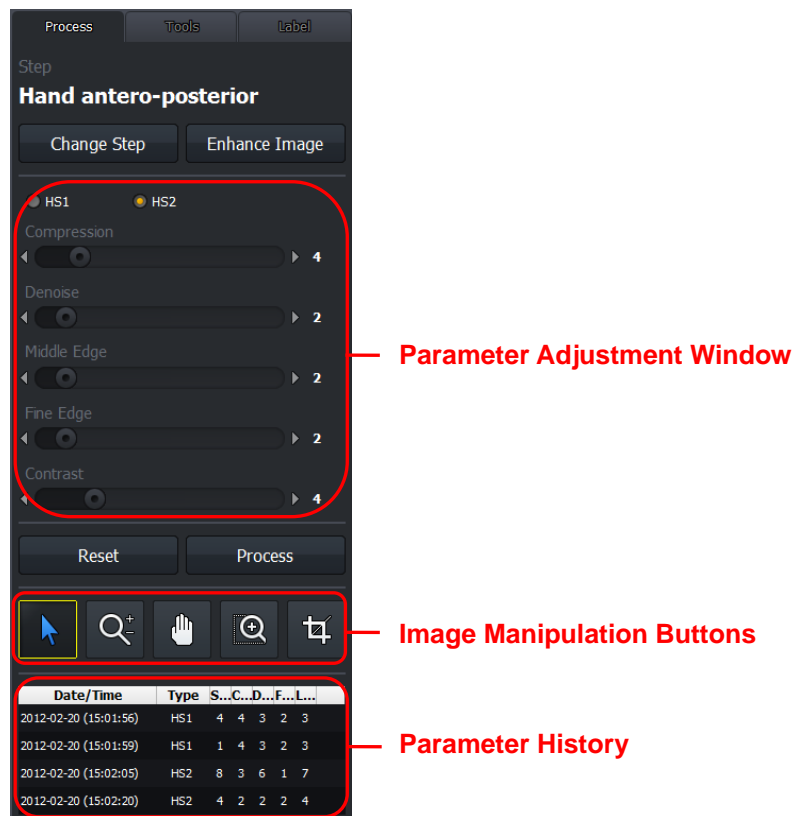 Process Tools Label
Step
Hand antero-posterior
Change Step Enhance Image
HS1 HS2
Compression
4
Denoise
2
Middle Edge
2
Parameter Adjustment Window
Fine Edge
2
Contrast
4
Reset Process
Image Manipulation Buttons
Date/Time Type S... C... D... F... L...
2012-02-20 (15:01:56) HS1 4 4 3 2 3
2012-02-20 (15:01:59) HS1 1 4 3 2 3
Parameter History
2012-02-20 (15:02:05) HS2 8 3 6 1 7
2012-02-20 (15:02:20) HS2 4 2 2 2 4